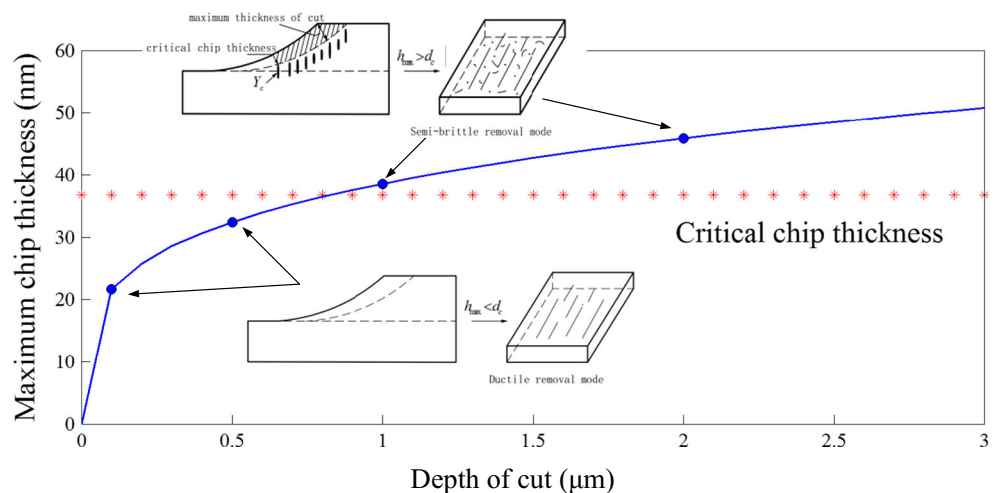 maximum thickness of cut
critical chip thickness
Y_c
h_max>d_c
Semi-brittle removal mode
Maximum chip thickness (nm)
60
50
40
30
20
10
0
Critical chip thickness
h_max<d_c
Ductile removal mode
0 0.5 1 1.5 2 2.5 3
Depth of cut (μm)